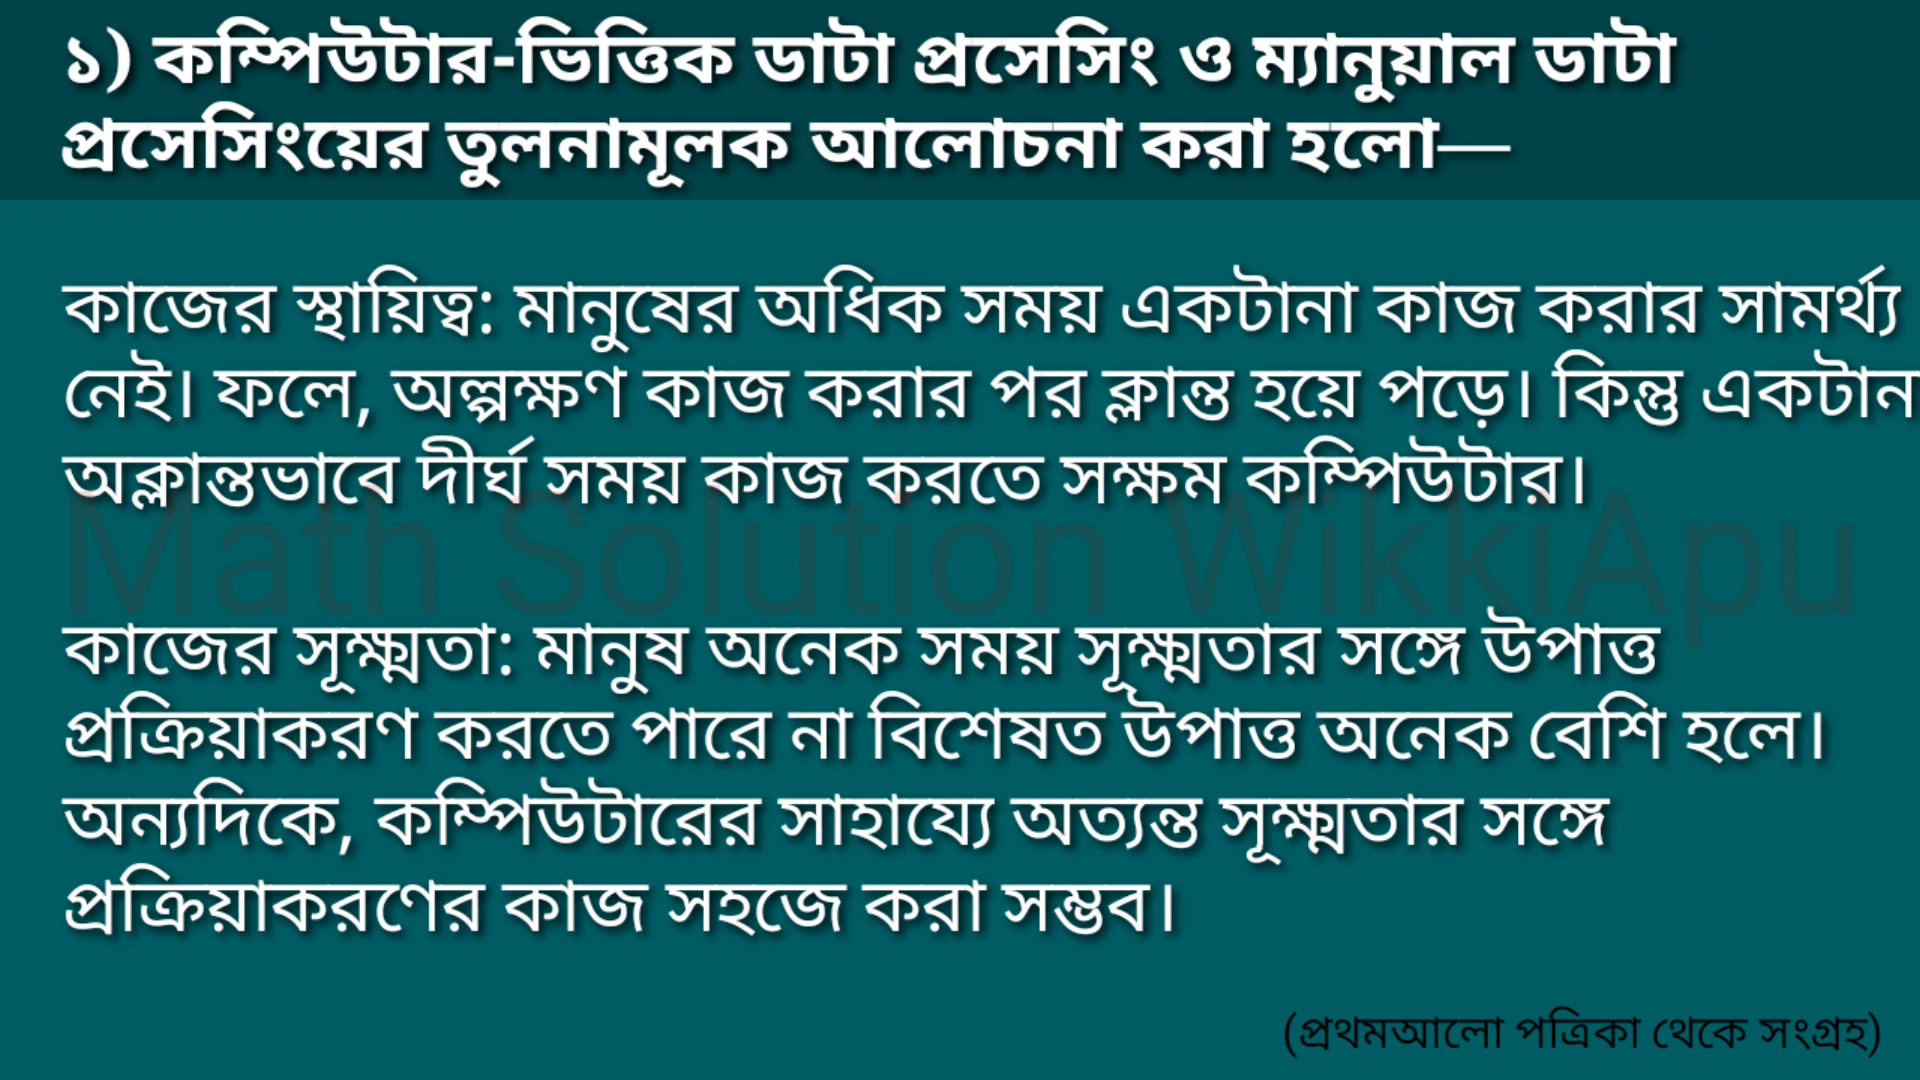 ১) কম্পিউটার-ভিত্তিক ডাটা প্রসেসিং ও ম্যানুয়াল ডাটা
প্রসেসিংয়ের তুলনামূলক আলোচনা করা হলো—
কাজের স্থায়িত্ব: মানুষের অধিক সময় একটানা কাজ করার সামর্থ্য
নেই। ফলে, অল্পক্ষণ কাজ করার পর ক্লান্ত হয়ে পড়ে। কিন্তু একটান
অক্লান্তভাবে দীর্ঘ সময় কাজ করতে সক্ষম কম্পিউটার।
Math Solution WikkiApu
কাজের সূক্ষ্মতা: মানুষ অনেক সময় সূক্ষ্মতার সঙ্গে উপাত্ত
প্রক্রিয়াকরণ করতে পারে না বিশেষত উপাত্ত অনেক বেশি হলে।
অন্যদিকে, কম্পিউটারের সাহায্যে অত্যন্ত সূক্ষ্মতার সঙ্গে
প্রক্রিয়াকরণের কাজ সহজে করা সম্ভব।
(প্রথমআলো পত্রিকা থেকে সংগ্রহ)